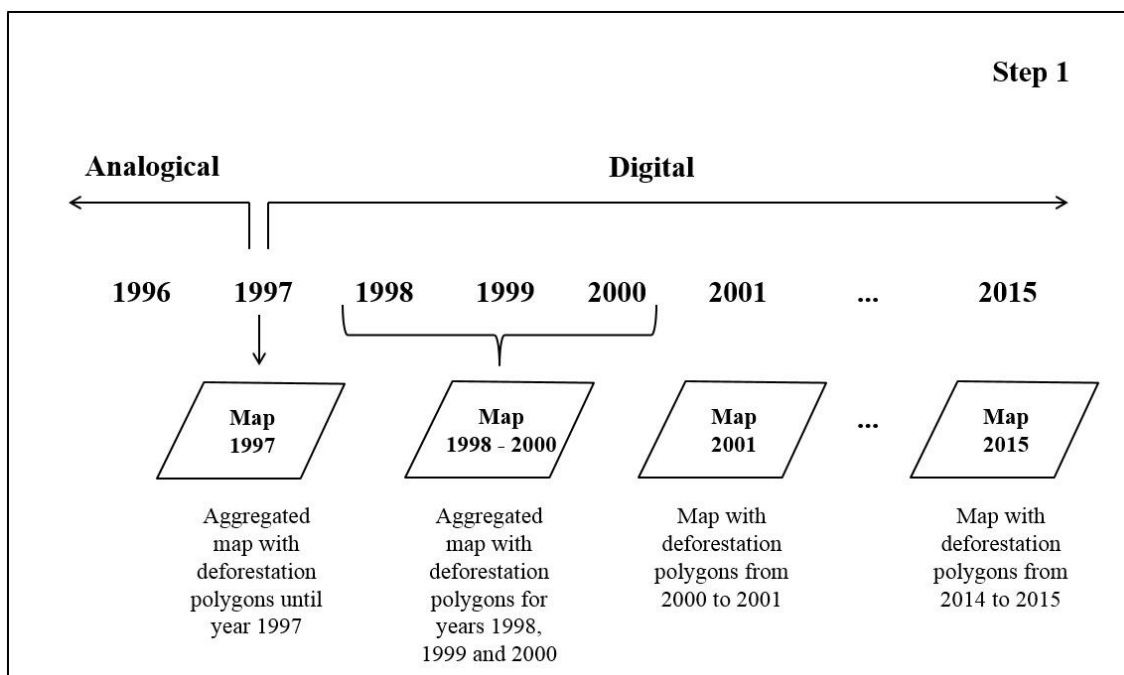 Step 1
Analogical Digital
1996 1997 1998 1999 2000 2001 ... 2015
Map
1997
Map
1998 - 2000
Map
2001
...
Map
2015
Aggregated
map with
deforestation
polygons until
year 1997
Aggregated
map with
deforestation
polygons for
years 1998,
1999 and 2000
Map with
deforestation
polygons from
2000 to 2001
Map with
deforestation
polygons from
2014 to 2015